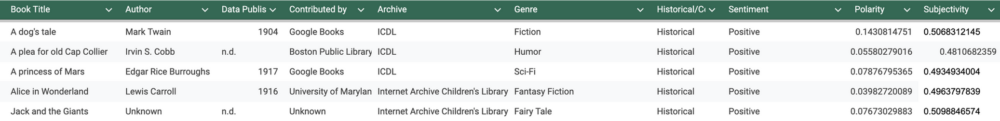 Book Title Author Data Publis Contributed by Archive Genre Historical/Co Sentiment Polarity Subjectivity
A dog's tale Mark Twain 1904 Google Books ICDL Fiction Historical Positive 0.1430814751 0.5068312145
A plea for old Cap Collier Irvin S. Cobb n.d. Boston Public Library ICDL Humor Historical Positive 0.05580279016 0.4810682359
A princess of Mars Edgar Rice Burroughs 1917 Google Books ICDL Sci-Fi Historical Positive 0.07876795365 0.4934934004
Alice in Wonderland Lewis Carroll 1916 University of Marylan Internet Archive Children's Library Fantasy Fiction Historical Positive 0.03982720089 0.4963797839
Jack and the Giants Unknown n.d. Unknown Internet Archive Children's Library Fairy Tale Historical Positive 0.07673029883 0.5098846574